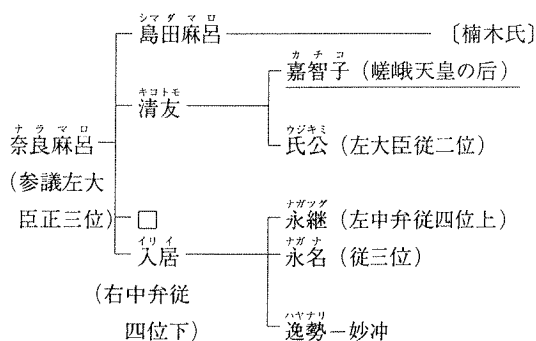 シマダマロ
島田麻呂 〔楠木氏〕
カチコ
嘉智子（嵯峨天皇の后）
キヨトモ
清友
ウジキミ
氏公（左大臣従二位）
ナラマロ
奈良麻呂
（参議左大
臣正三位）
□
ナガツグ
永継（左中弁従四位上）
イリイ
入居
（右中弁従
四位下）
ナガナ
永名（従三位）
ハヤナリ
逸勢－妙冲